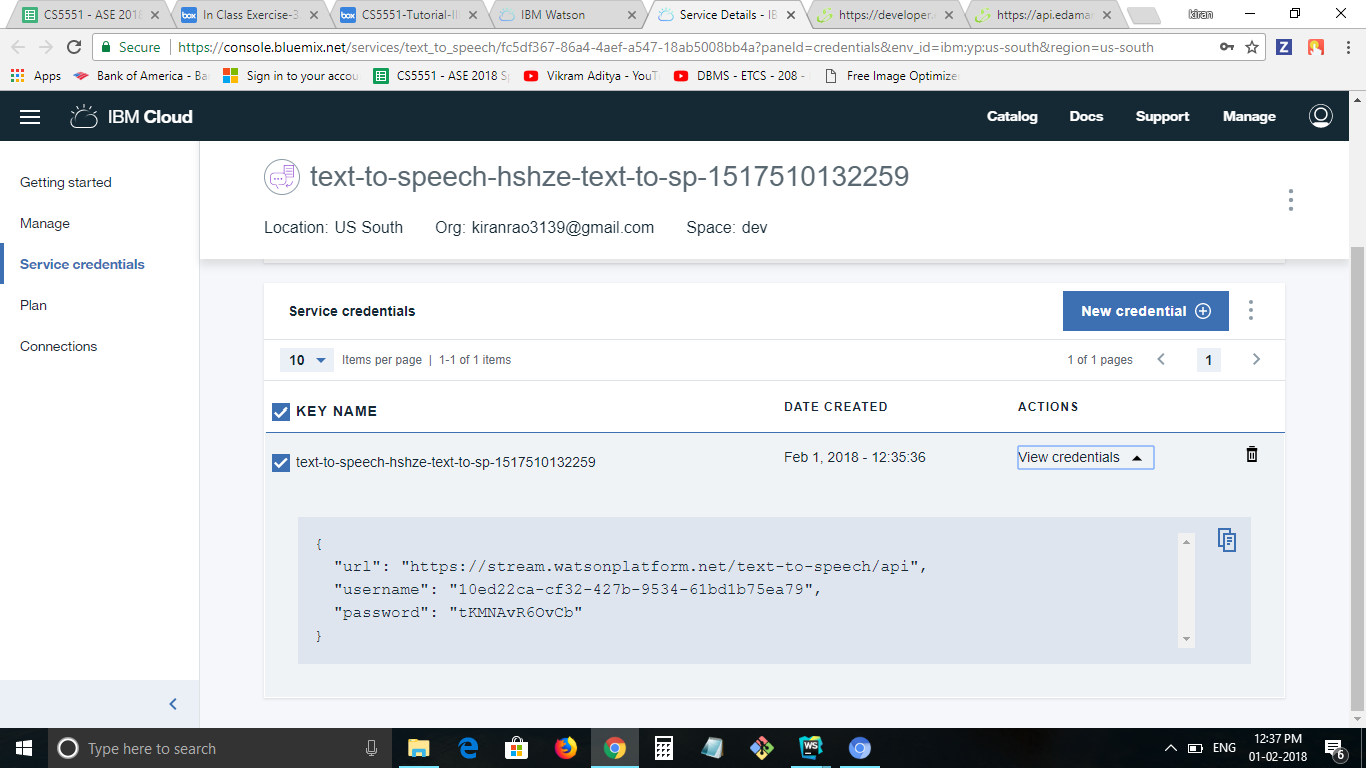 CS5551 - ASE 2018
In Class Exercise-3
CS5551-Tutorial-II
IBM Watson
Service Details - IB
https://developer.e
https://api.edama
kiran
Secure | https://console.bluemix.net/services/text_to_speech/fc5df367-86a4-4aef-a547-18ab5008bb4a?paneId=credentials&env_id=ibm:yp:us-south&region=us-south
Apps Bank of America - Ba Sign in to your accou CS5551 - ASE 2018 S Vikram Aditya - YouT DBMS - ETCS - 208 - Free Image Optimize
IBM Cloud Catalog Docs Support Manage
Getting started
Manage
Service credentials
Plan
Connections
text-to-speech-hshze-text-to-sp-1517510132259
Location: US South Org: kiranrao3139@gmail.com Space: dev
Service credentials New credential
10 Items per page | 1-1 of 1 items 1 of 1 pages 1
KEY NAME DATE CREATED ACTIONS
text-to-speech-hshze-text-to-sp-1517510132259 Feb 1, 2018 - 12:35:36 View credentials
{
"url": "https://stream.watsonplatform.net/text-to-speech/api",
"username": "10ed22ca-cf32-427b-9534-61bd1b75ea79",
"password": "tKMNAvR6OvCb"
}
Type here to search
ENG
12:37 PM
01-02-2018
6